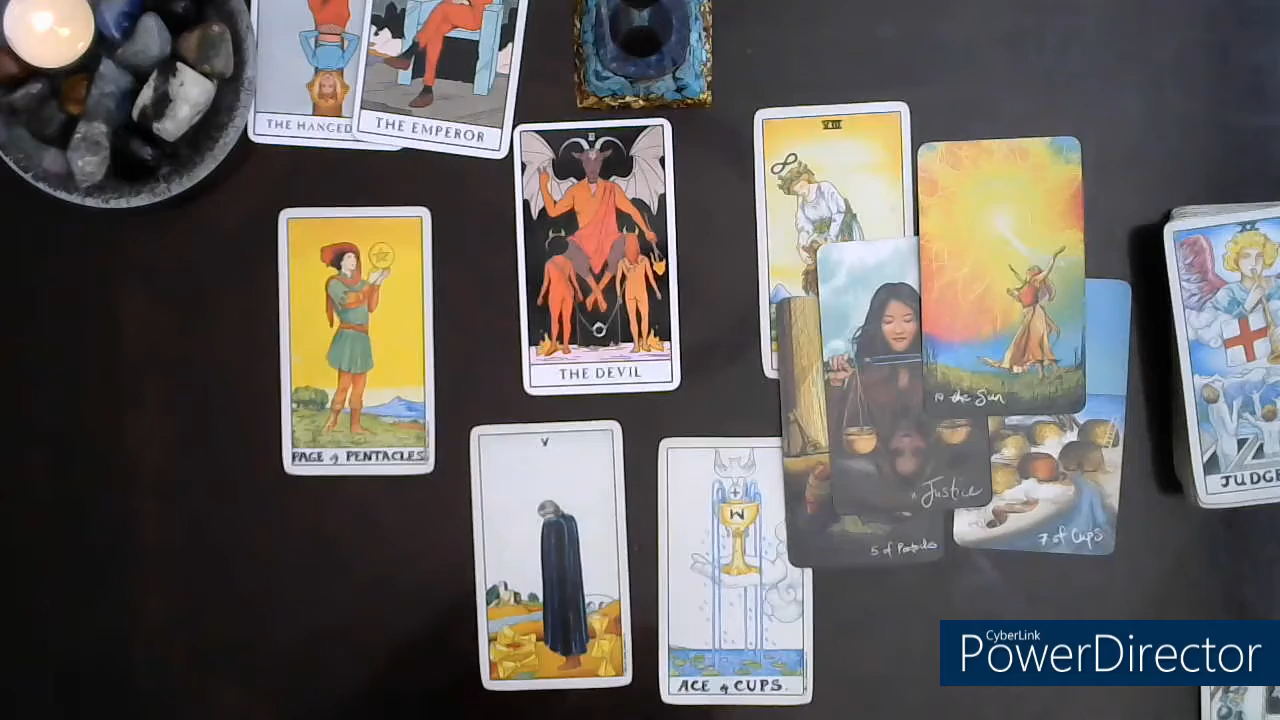 THE HANGED
THE EMPEROR
THE DEVIL
VIII
PAGE of PENTACLES
19 the Sun
JUDGE
V
Justice
5 of Pentacles
7 of Cups
ACE of CUPS.
CyberLink
PowerDirector